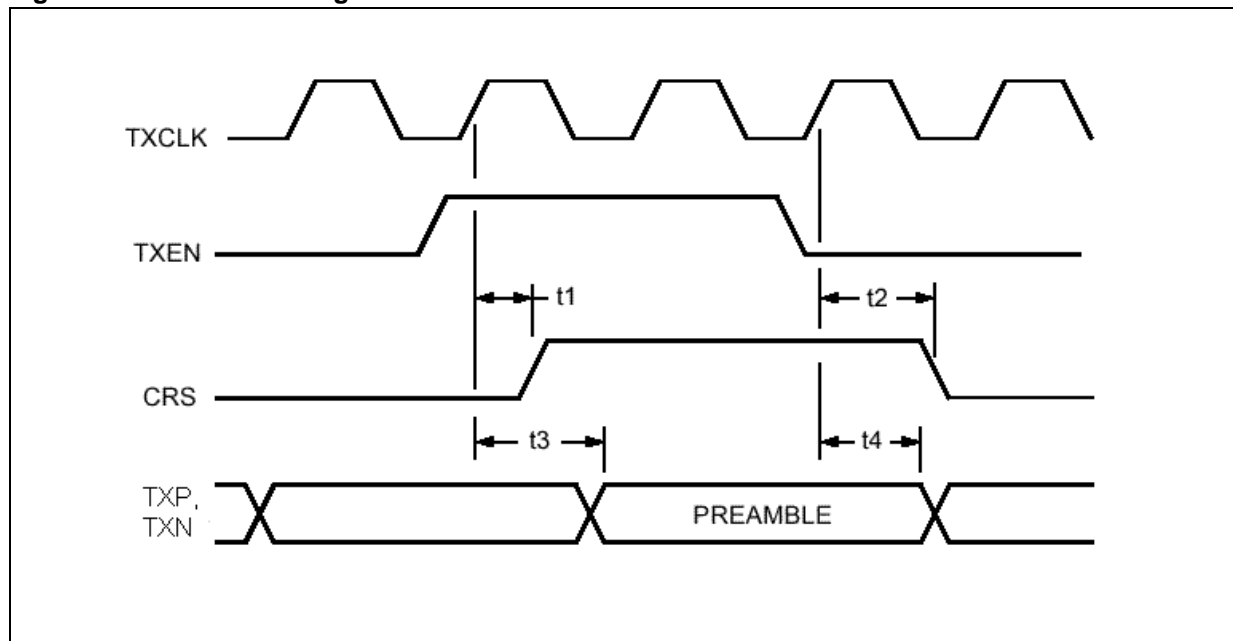 TXCLK
TXEN
t1
t2
CRS
t3
t4
TXP,
TXN
PREAMBLE